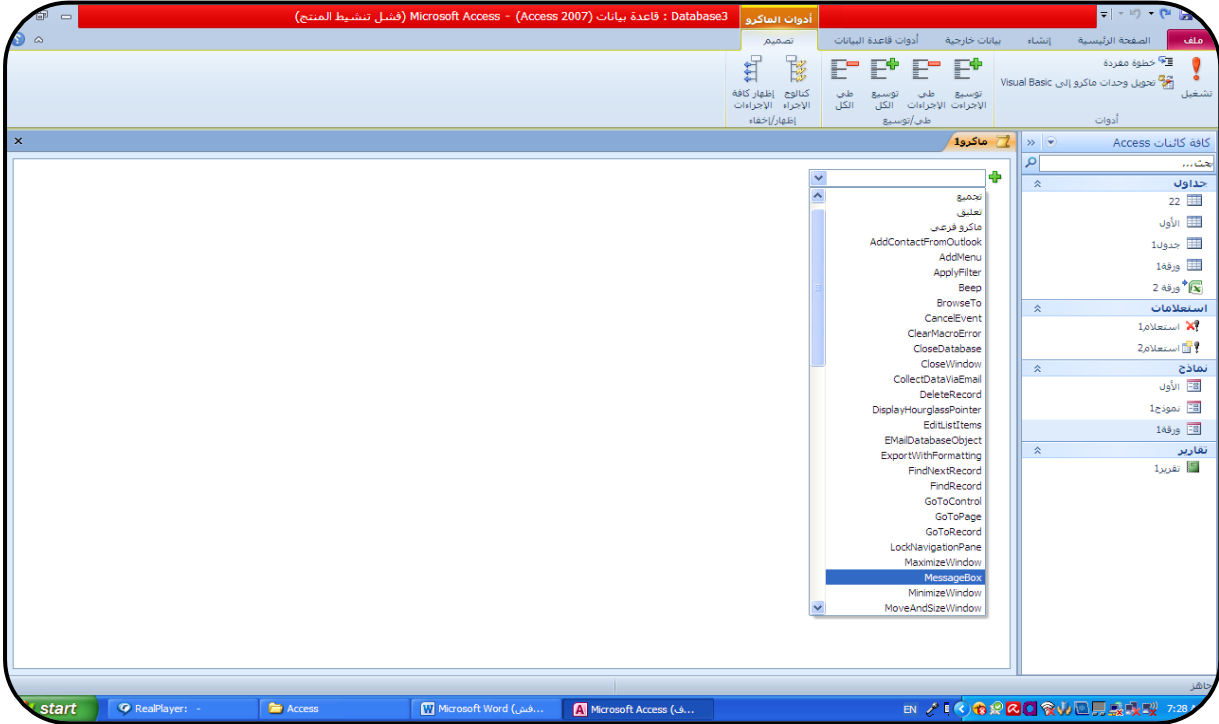 أدوات الماكرو
Database3 : قاعدة بيانات (Access 2007) - Microsoft Access (فشل تنشيط المنتج)
ملف
الصفحة الرئيسية
إنشاء
بيانات خارجية
أدوات قاعدة البيانات
تصميم
تشغيل
خطوة مفردة
تحويل وحدات ماكرو إلى Visual Basic
أدوات
توسيع الإجراءات
طي الإجراءات
توسيع الكل
طي الكل
طي/توسيع
كتالوج الإجراء
إظهار كافة الإجراءات
إظهار/إخفاء
كافة كائنات Access
جداول
22
الأول
جدول1
ورقة1
ورقة 2
استعلامات
استعلام1
استعلام2
نماذج
الأول
نموذج1
ورقة1
تقارير
تقرير1
ماكرو1
تجميع
تعليق
ماكرو فرعي
AddContactFromOutlook
AddMenu
ApplyFilter
Beep
BrowseTo
CancelEvent
ClearMacroError
CloseDatabase
CloseWindow
CollectDataViaEmail
DeleteRecord
DisplayHourglassPointer
EditListItems
EMailDatabaseObject
ExportWithFormatting
FindNextRecord
FindRecord
GoToControl
GoToPage
GoToRecord
LockNavigationPane
MaximizeWindow
MessageBox
MinimizeWindow
MoveAndSizeWindow
start
RealPlayer: -
Access
Microsoft Word (فش...
Microsoft Access (ف...
EN
7:28